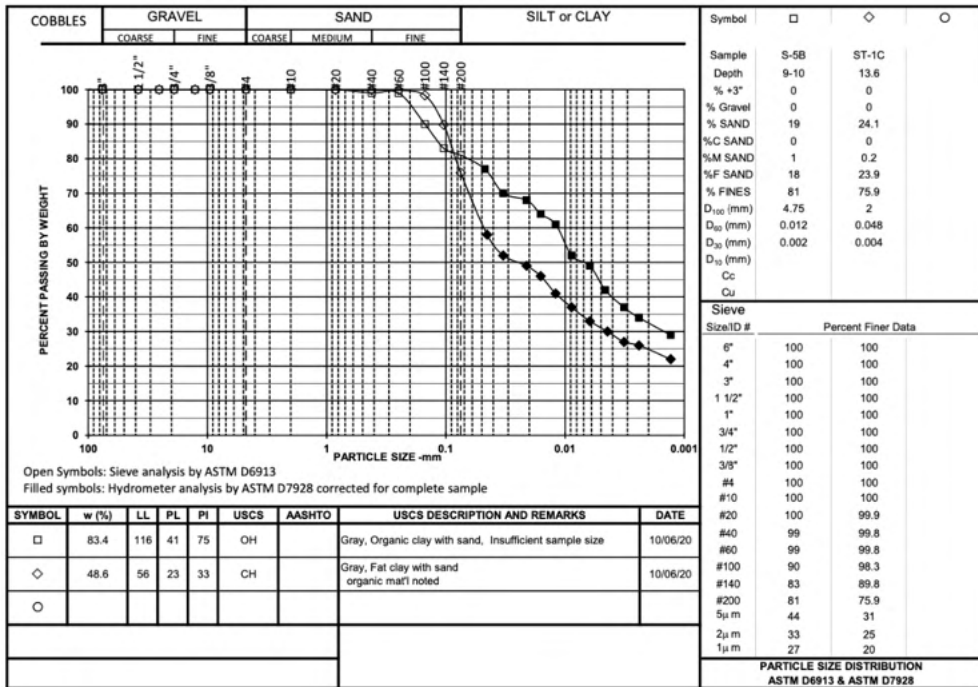 COBBLES GRAVEL SAND SILT or CLAY
COARSE FINE COARSE MEDIUM FINE
3" 1 1/2" 3/4" 3/8" #4 #10 #20 #40 #60 #100 #140 #200
PERCENT PASSING BY WEIGHT
100
90
80
70
60
50
40
30
20
10
0
100 10 1 0.1 0.01 0.001
PARTICLE SIZE -mm
Open Symbols: Sieve analysis by ASTM D6913
Filled symbols: Hydrometer analysis by ASTM D7928 corrected for complete sample
SYMBOL w (%) LL PL PI USCS AASHTO USCS DESCRIPTION AND REMARKS DATE
□ 83.4 116 41 75 OH Gray, Organic clay with sand, Insufficient sample size 10/06/20
◇ 48.6 56 23 33 CH Gray, Fat clay with sand 10/06/20
organic mat'l noted
○
Symbol □ ◇ ○
Sample S-5B ST-1C
Depth 9-10 13.6
% +3" 0 0
% Gravel 0 0
% SAND 19 24.1
%C SAND 0 0
%M SAND 1 0.2
%F SAND 18 23.9
% FINES 81 75.9
D₁₀₀ (mm) 4.75 2
D₆₀ (mm) 0.012 0.048
D₃₀ (mm) 0.002 0.004
D₁₀ (mm)
Cc
Cu
Sieve
Size/ID # Percent Finer Data
6" 100 100
4" 100 100
3" 100 100
1 1/2" 100 100
1" 100 100
3/4" 100 100
1/2" 100 100
3/8" 100 100
#4 100 100
#10 100 100
#20 100 99.9
#40 99 99.8
#60 99 99.8
#100 90 98.3
#140 83 89.8
#200 81 75.9
5µ m 44 31
2µ m 33 25
1µ m 27 20
PARTICLE SIZE DISTRIBUTION
ASTM D6913 & ASTM D7928